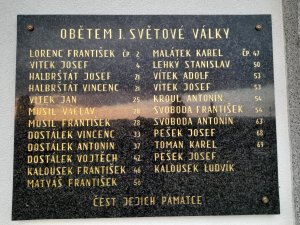 OBĚTEM I. SVĚTOVÉ VÁLKY
LORENC FRANTIŠEK ČP. 2
VÍTEK JOSEF 4
HALBRŠTÁT JOSEF 21
HALBRŠTÁT VINCENC 21
VÍTEK JAN 25
MUSIL VÁCLAV 28
MUSIL FRANTIŠEK 28
DOSTÁLEK VINCENC 33
DOSTÁLEK ANTONÍN 37
DOSTÁLEK VOJTĚCH 42
KALOUSEK FRANTIŠEK 46
MATYÁŠ FRANTIŠEK 50
MALÁTEK KAREL ČP. 47
LEHKÝ STANISLAV 50
VÍTEK ADOLF 53
VÍTEK JOSEF 53
KROUL ANTONÍN 54
SVOBODA FRANTIŠEK 54
SVOBODA ANTONÍN 63
PEŠEK JOSEF 68
TOMAN KAREL 69
PEŠEK JOSEF
KALOUSEK LUDVÍK
ČEST JEJICH PAMÁTCE